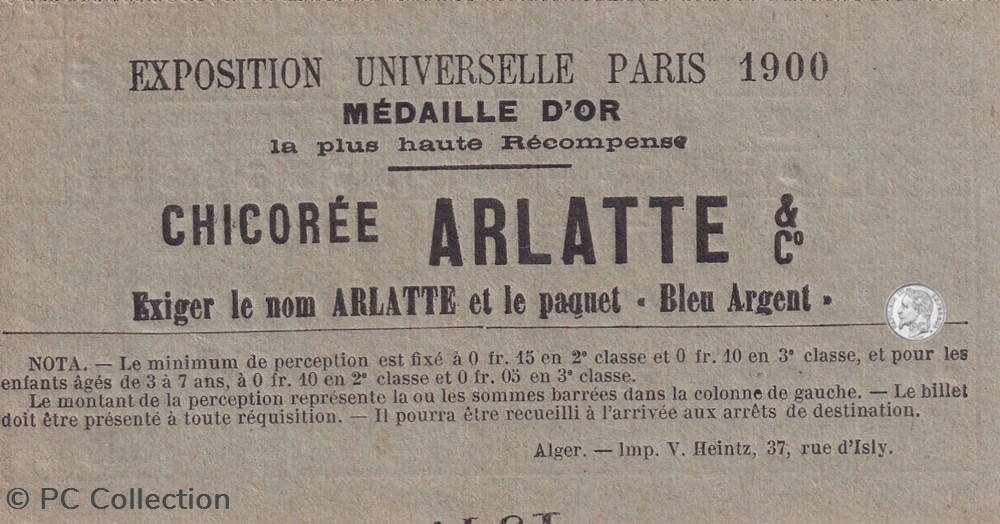 EXPOSITION UNIVERSELLE PARIS 1900
MÉDAILLE D'OR
la plus haute Récompense
CHICORÉE ARLATTE & Cº
Exiger le nom ARLATTE et le paquet « Bleu Argent »
NOTA. — Le minimum de perception est fixé à 0 fr. 15 en 2ᵉ classe et 0 fr. 10 en 3ᵉ classe, et pour les
enfants âgés de 3 à 7 ans, à 0 fr. 10 en 2ᵉ classe et 0 fr. 05 en 3ᵉ classe.
Le montant de la perception représente la ou les sommes barrées dans la colonne de gauche. — Le billet
doit être présenté à toute réquisition. — Il pourra être recueilli à l'arrivée aux arrêts de destination.
Alger. — Imp. V. Heintz, 37, rue d'Isly.
© PC Collection